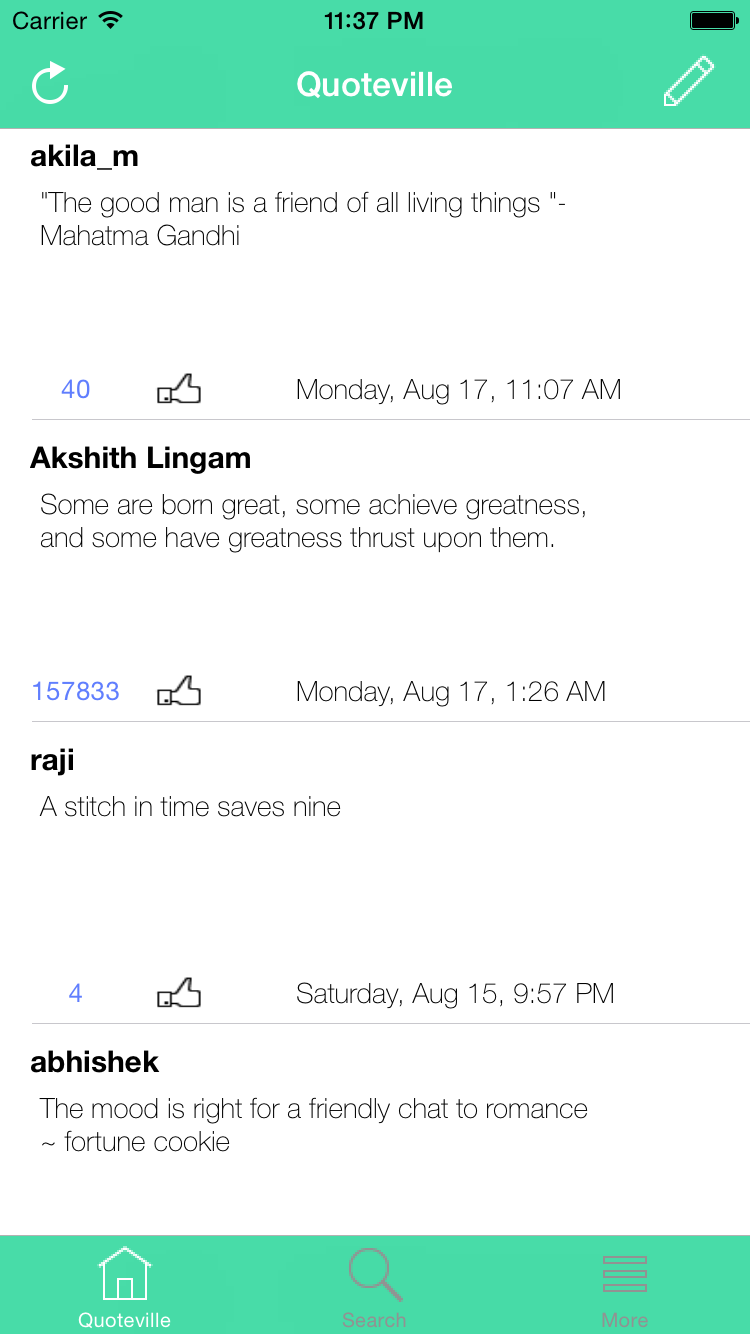 Carrier 11:37 PM
Quoteville
akila_m
"The good man is a friend of all living things "-
Mahatma Gandhi
40 Monday, Aug 17, 11:07 AM
Akshith Lingam
Some are born great, some achieve greatness,
and some have greatness thrust upon them.
157833 Monday, Aug 17, 1:26 AM
raji
A stitch in time saves nine
4 Saturday, Aug 15, 9:57 PM
abhishek
The mood is right for a friendly chat to romance
~ fortune cookie
Quoteville Search More